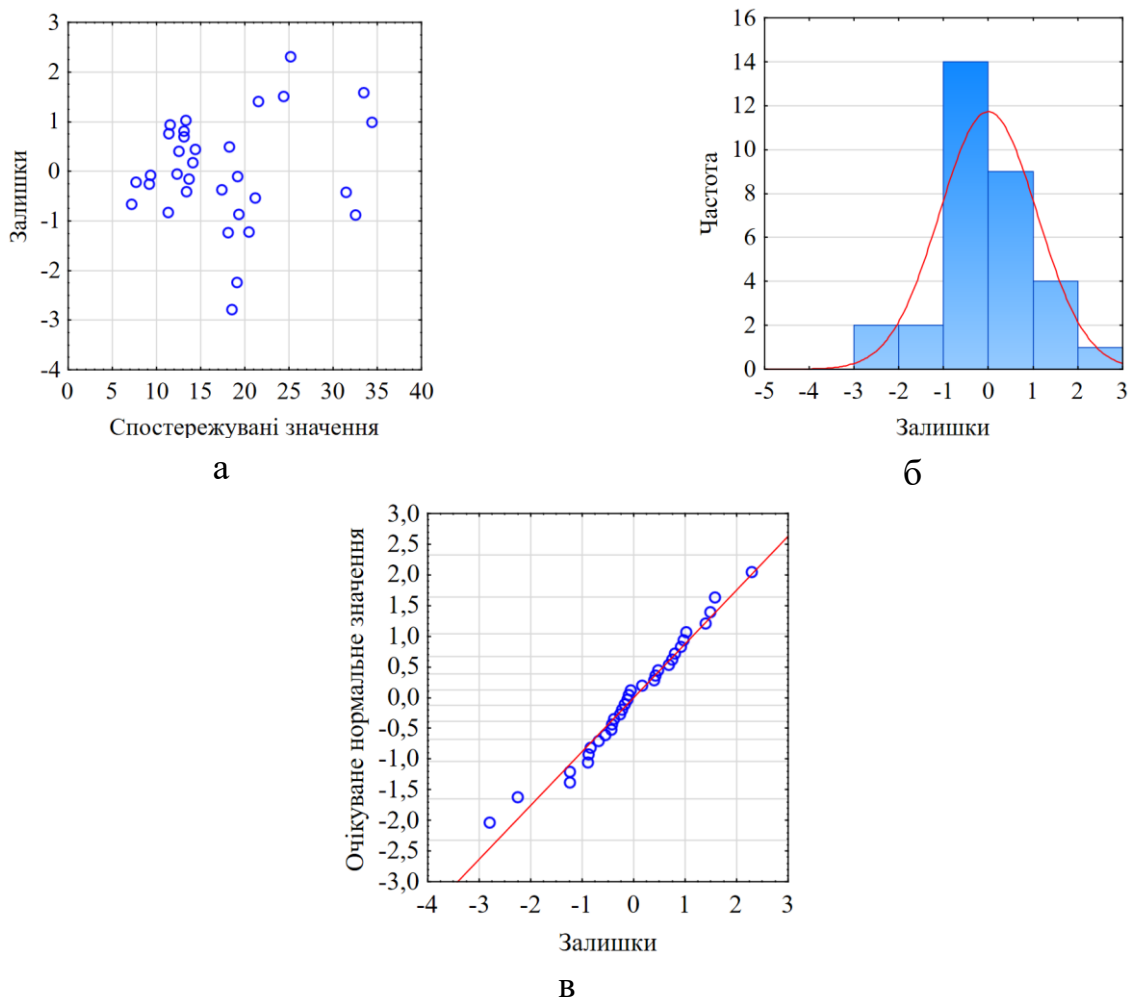 3
2
1
0
-1
-2
-3
-4
Залишки
0 5 10 15 20 25 30 35 40
Спостережувані значення
а
16
14
12
10
8
6
4
2
0
Частота
-5 -4 -3 -2 -1 0 1 2 3
Залишки
б
3,0
2,5
2,0
1,5
1,0
0,5
0,0
-0,5
-1,0
-1,5
-2,0
-2,5
-3,0
Очікуване нормальне значення
-4 -3 -2 -1 0 1 2 3
Залишки
в